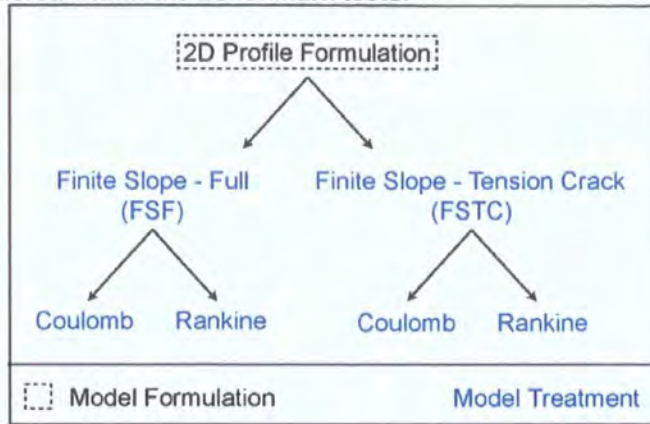 2D Profile Formulation
Finite Slope - Full
(FSF)
Finite Slope - Tension Crack
(FSTC)
Coulomb
Rankine
Coulomb
Rankine
Model Formulation
Model Treatment